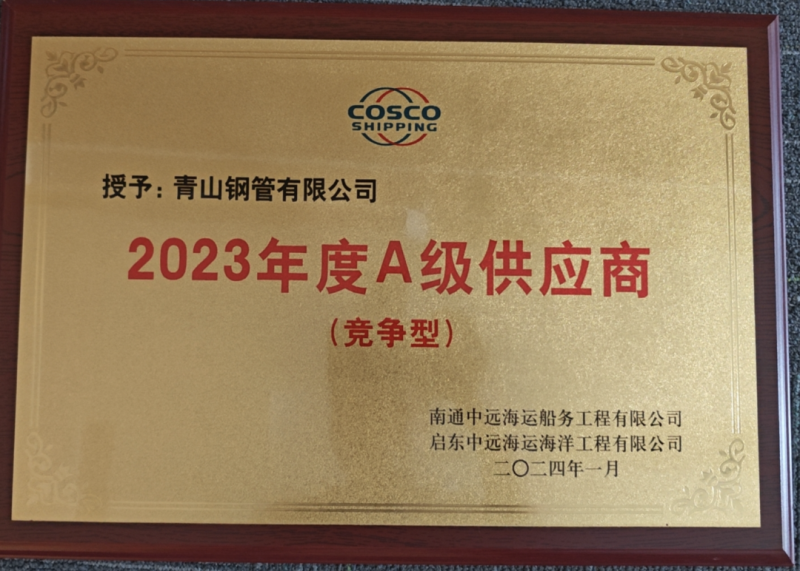 COSCO
SHIPPING
授予：青山钢管有限公司
2023年度A级供应商
（竞争型）
南通中远海运船务工程有限公司
启东中远海运海洋工程有限公司
二〇二四年一月